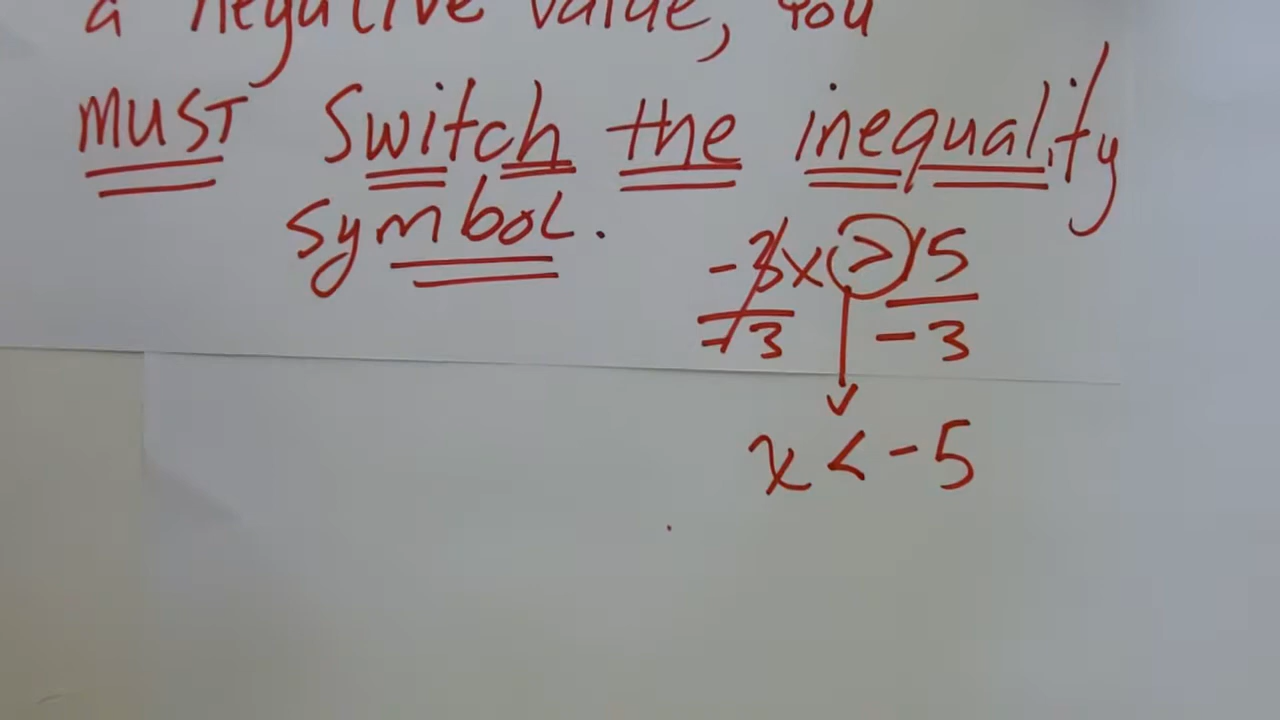 a negative value, you
MUST Switch the inequality
symbol.
-3x > 15
-3 -3
x < -5